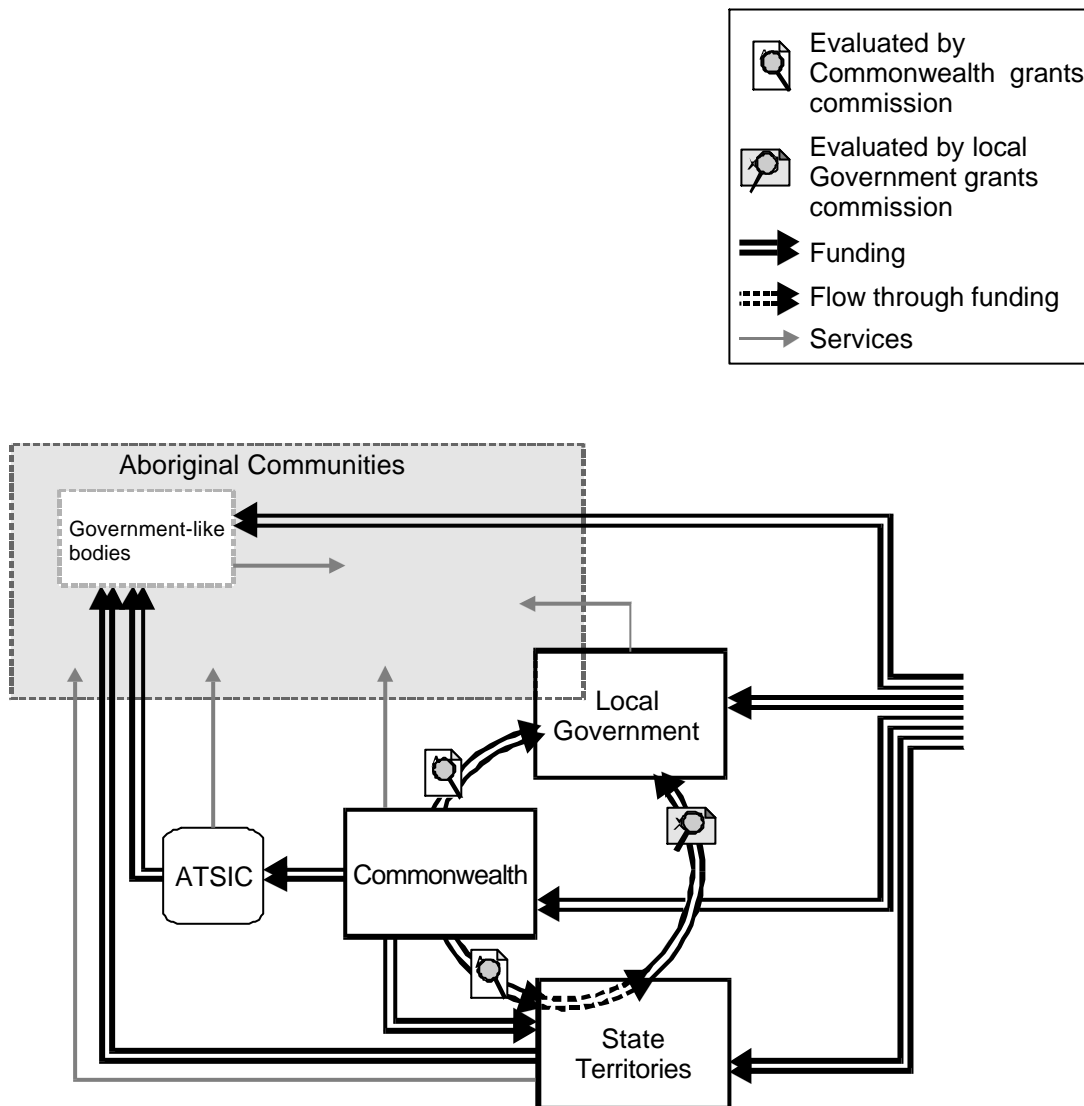 Evaluated by
Commonwealth grants
commission
Evaluated by local
Government grants
commission
Funding
Flow through funding
Services
Aboriginal Communities
Government-like
bodies
Local
Government
ATSIC
Commonwealth
State
Territories